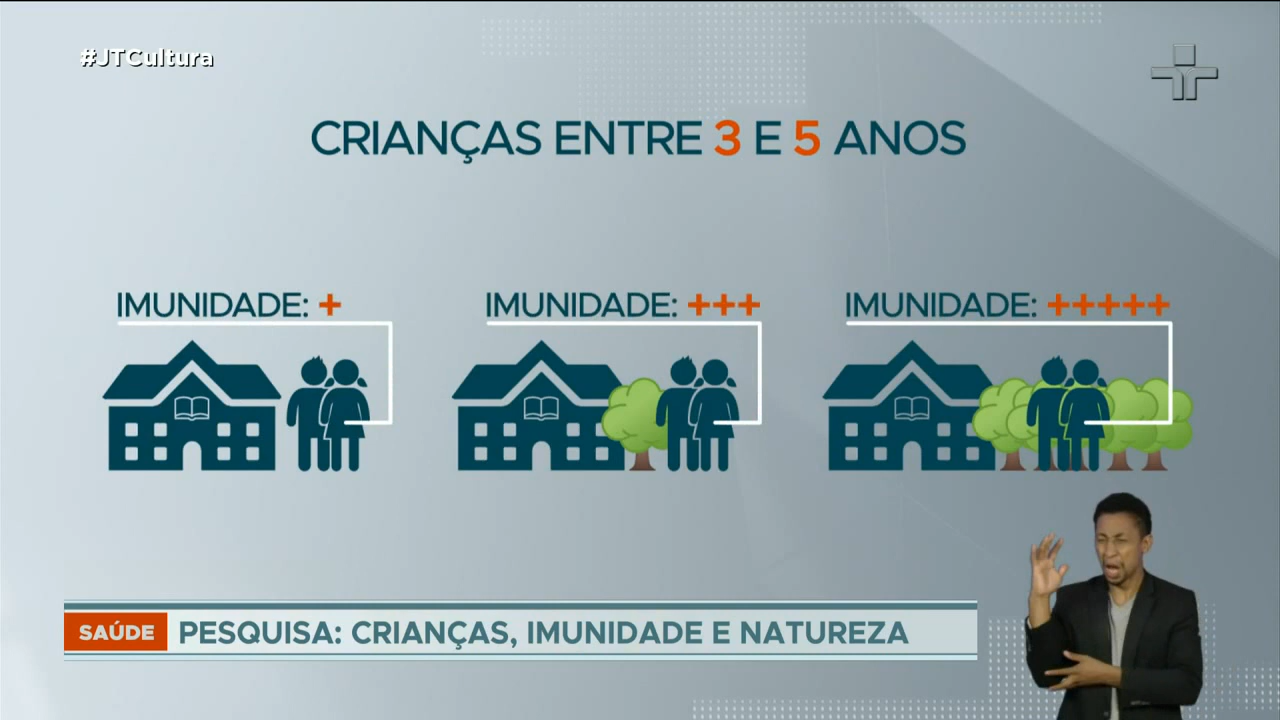 #JTCultura
CRIANÇAS ENTRE 3 E 5 ANOS
IMUNIDADE: +
IMUNIDADE: +++
IMUNIDADE: +++++
SAÚDE
PESQUISA: CRIANÇAS, IMUNIDADE E NATUREZA